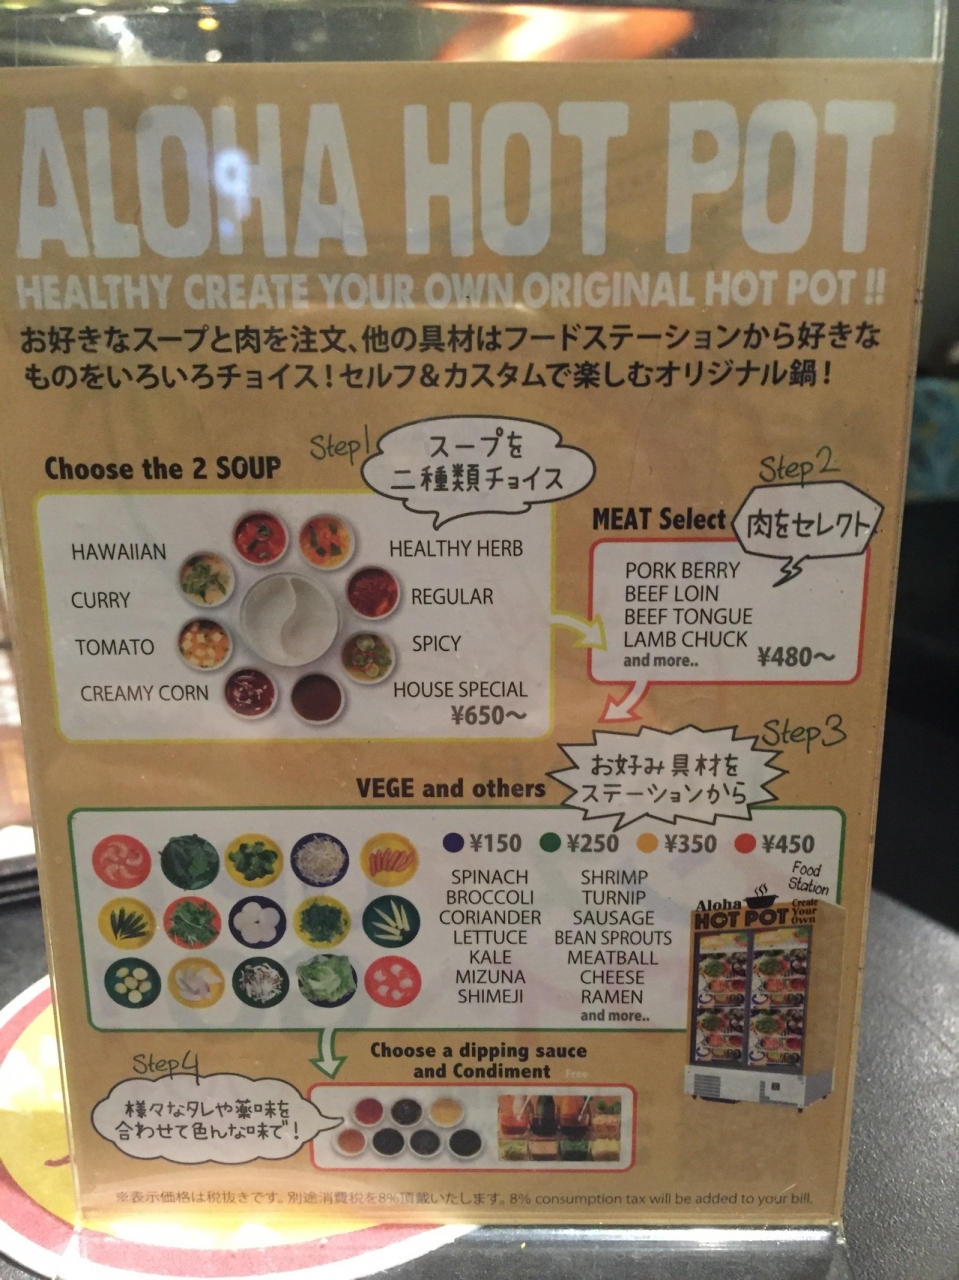 ALOHA HOT POT
HEALTHY CREATE YOUR OWN ORIGINAL HOT POT !!
お好きなスープと肉を注文、他の具材はフードステーションから好きな
ものをいろいろチョイス！セルフ＆カスタムで楽しむオリジナル鍋！
Step1
スープを
二種類チョイス
Choose the 2 SOUP
HAWAIIAN
CURRY
TOMATO
CREAMY CORN
HEALTHY HERB
REGULAR
SPICY
HOUSE SPECIAL
¥650〜
Step2
MEAT Select
肉をセレクト
PORK BERRY
BEEF LOIN
BEEF TONGUE
LAMB CHUCK
and more..
¥480〜
Step3
お好み具材を
ステーションから
VEGE and others
¥150 ¥250 ¥350 ¥450
SPINACH
BROCCOLI
CORIANDER
LETTUCE
KALE
MIZUNA
SHIMEJI
SHRIMP
TURNIP
SAUSAGE
BEAN SPROUTS
MEATBALL
CHEESE
RAMEN
and more..
Food
Station
Aloha
HOT POT
Create
Your
Own
Step4
様々なタレや薬味を
合わせて色んな味で！
Choose a dipping sauce
and Condiment Free
※表示価格は税抜きです。別途消費税を8%頂戴いたします。8% consumption tax will be added to your bill.